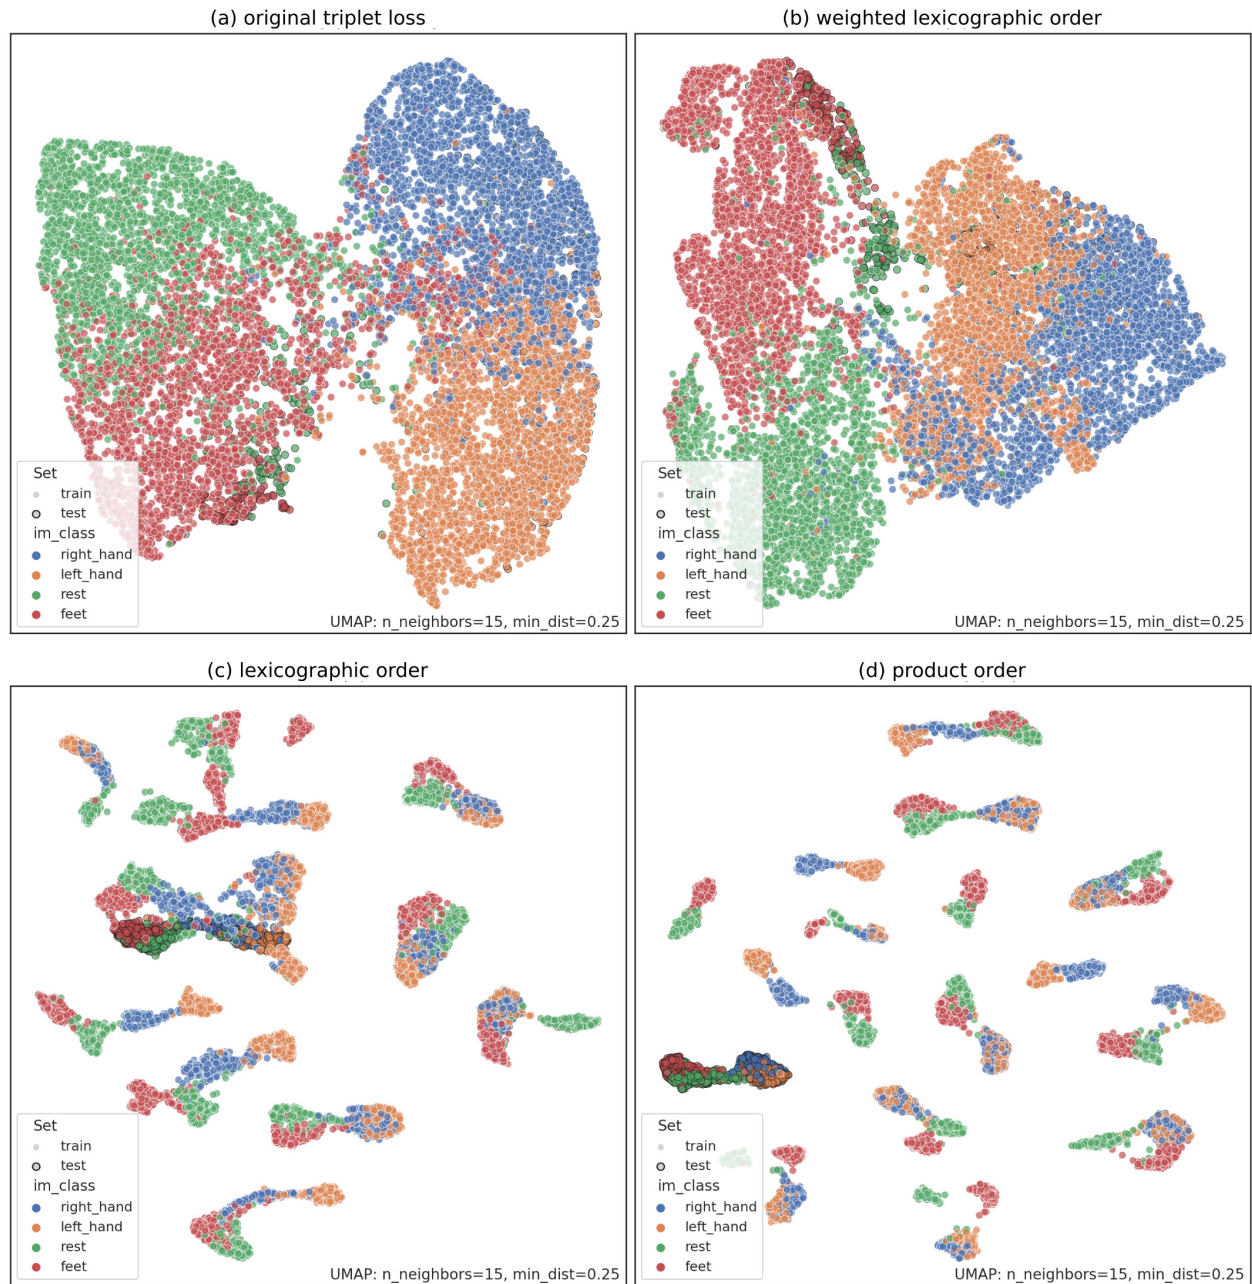 (a) original triplet loss
(b) weighted lexicographic order
Set
train
test
im_class
right_hand
left_hand
rest
feet
UMAP: n_neighbors=15, min_dist=0.25
Set
train
test
im_class
right_hand
left_hand
rest
feet
UMAP: n_neighbors=15, min_dist=0.25
(c) lexicographic order
(d) product order
Set
train
test
im_class
right_hand
left_hand
rest
feet
UMAP: n_neighbors=15, min_dist=0.25
Set
train
test
im_class
right_hand
left_hand
rest
feet
UMAP: n_neighbors=15, min_dist=0.25